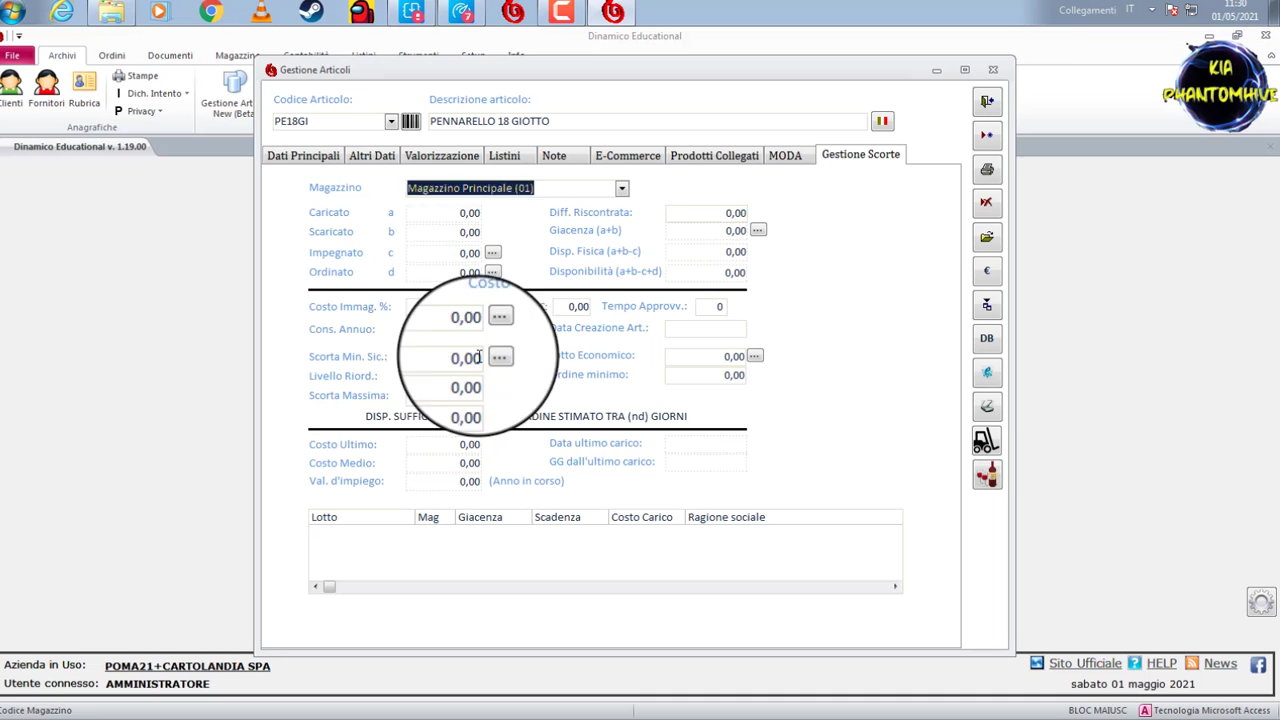 Collegamenti IT 11:30
01/05/2021
Dinamico Educational
KIA
PHANTOMHIVE
File Archivi Ordini Documenti Magazzino
Stampe
Dich. Intento
P Privacy
Clienti Fornitori Rubrica
Gestione Art
New (Beta)
Anagrafiche
Dinamico Educational v. 1.19.00
Gestione Articoli
Codice Articolo: Descrizione articolo:
PE18GI PENNARELLO 18 GIOTTO
Dati Principali Altri Dati Valorizzazione Listini Note E-Commerce Prodotti Collegati MODA Gestione Scorte
Magazzino Magazzino Principale (01)
Caricato a 0,00 Diff. Riscontrata: 0,00
Scaricato b 0,00 Giacenza (a+b) 0,00
Impegnato c 0,00 Disp. Fisica (a+b-c) 0,00
Ordinato d 0,00 Disponibilità (a+b-c+d) 0,00
Costo
Costo Immag. %: 0,00 Tempo Approvv.: 0
Cons. Annuo: 0,00 Data Creazione Art.:
Scorta Min. Sic.: 0,00 Economico: 0,00
Livello Riord.: 0,00 minimo: 0,00
Scorta Massima: 0,00
DISP. STIMATO TRA (nd) GIORNI
Costo Ultimo: 0,00 Data ultimo carico:
Costo Medio: 0,00 GG dall'ultimo carico:
Val. d'impiego: 0,00 (Anno in corso)
Lotto Mag Giacenza Scadenza Costo Carico Ragione sociale
€
DB
Azienda in Uso: POMA21+CARTOLANDIA SPA Sito Ufficiale HELP News
Utente connesso: AMMINISTRATORE sabato 01 maggio 2021
Codice Magazzino BLOC MAIUSC Tecnologia Microsoft Access